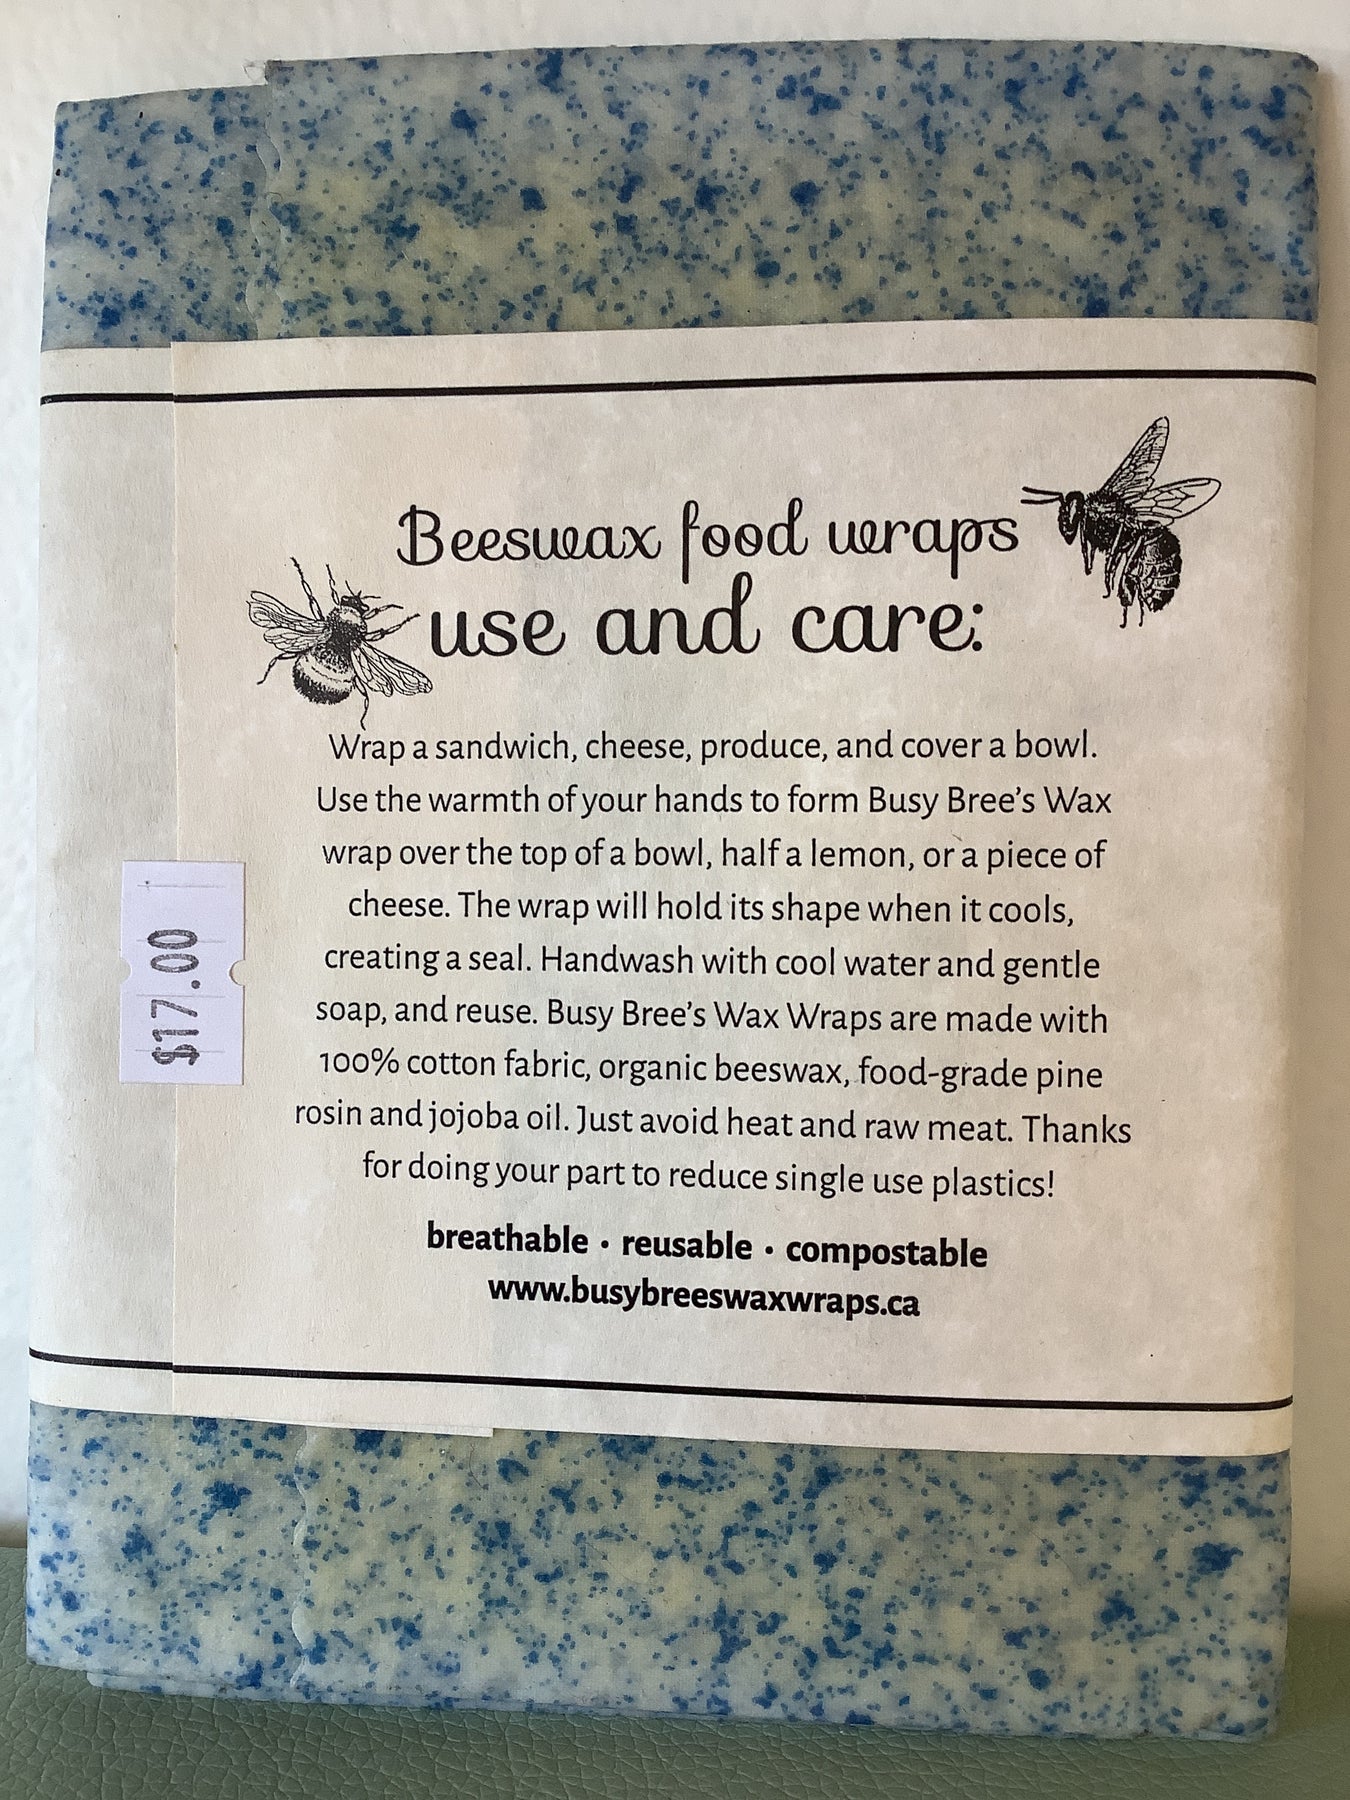 Beeswax food wraps
use and care:
Wrap a sandwich, cheese, produce, and cover a bowl.
Use the warmth of your hands to form Busy Bree's Wax
wrap over the top of a bowl, half a lemon, or a piece of
cheese. The wrap will hold its shape when it cools,
creating a seal. Handwash with cool water and gentle
soap, and reuse. Busy Bree's Wax Wraps are made with
100% cotton fabric, organic beeswax, food-grade pine
rosin and jojoba oil. Just avoid heat and raw meat. Thanks
for doing your part to reduce single use plastics!
breathable • reusable • compostable
www.busybreeswaxwraps.ca
$17.00